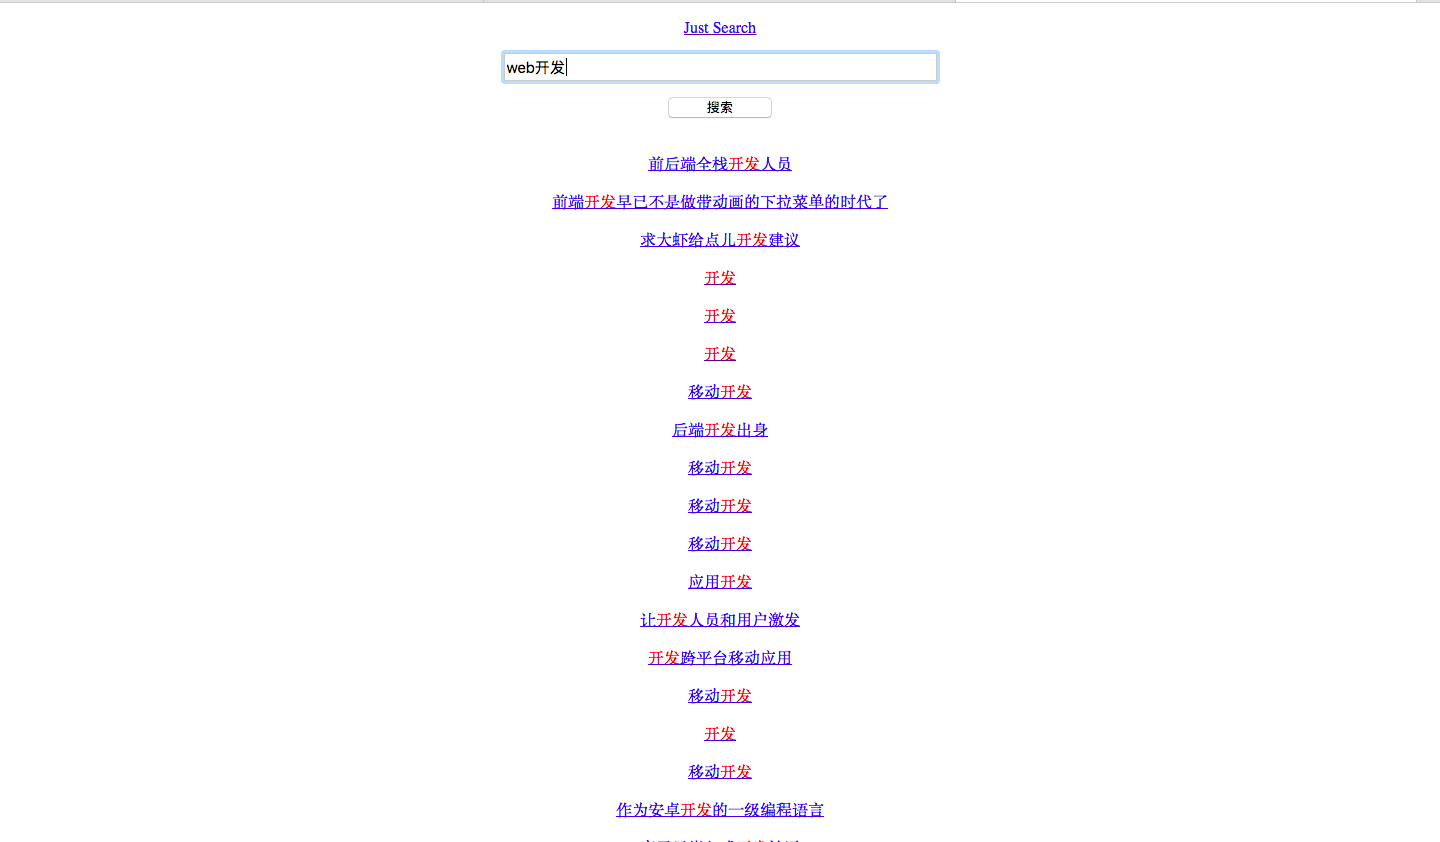 Just Search
web开发
搜索
前后端全栈开发人员
前端开发早已不是做带动画的下拉菜单的时代了
求大虾给点儿开发建议
开发
开发
开发
移动开发
后端开发出身
移动开发
移动开发
移动开发
应用开发
让开发人员和用户激发
开发跨平台移动应用
移动开发
开发
移动开发
作为安卓开发的一级编程语言